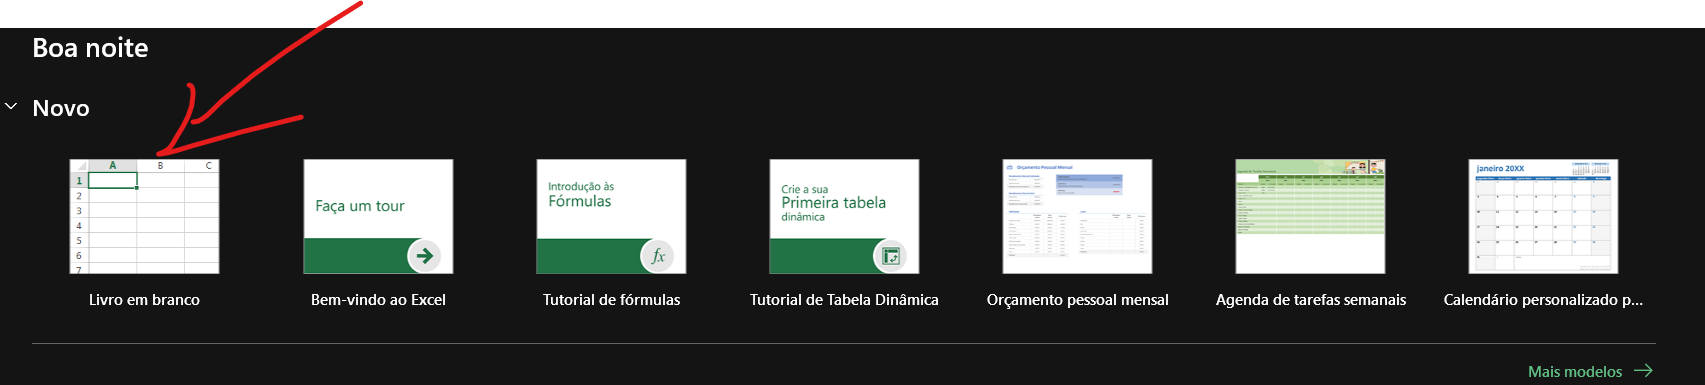 Boa noite
Novo
A B C
1
2
3
4
5
6
7
Livro em branco
Faça um tour
Bem-vindo ao Excel
Introdução às
Fórmulas
fx
Tutorial de fórmulas
Crie a sua
Primeira tabela
dinâmica
Tutorial de Tabela Dinâmica
Orçamento Pessoal Mensal
Orçamento pessoal mensal
Agenda de tarefas semanais
janeiro 20XX
Calendário personalizado p...
Mais modelos